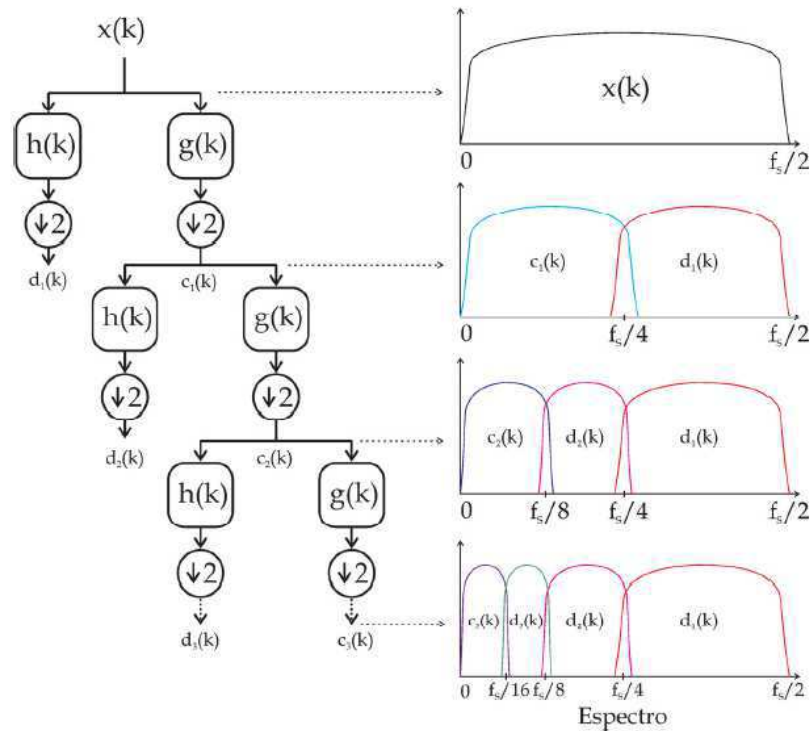 x(k)
h(k)
g(k)
↓2
↓2
d₁(k)
c₁(k)
h(k)
g(k)
↓2
↓2
d₂(k)
c₂(k)
h(k)
g(k)
↓2
↓2
d₃(k)
c₃(k)
x(k)
0
fₛ/2
c₁(k)
d₁(k)
0
fₛ/4
fₛ/2
c₂(k)
d₂(k)
d₁(k)
0
fₛ/8
fₛ/4
fₛ/2
c₃(k)
d₃(k)
d₂(k)
d₁(k)
0
fₛ/16
fₛ/8
fₛ/4
fₛ/2
Espectro